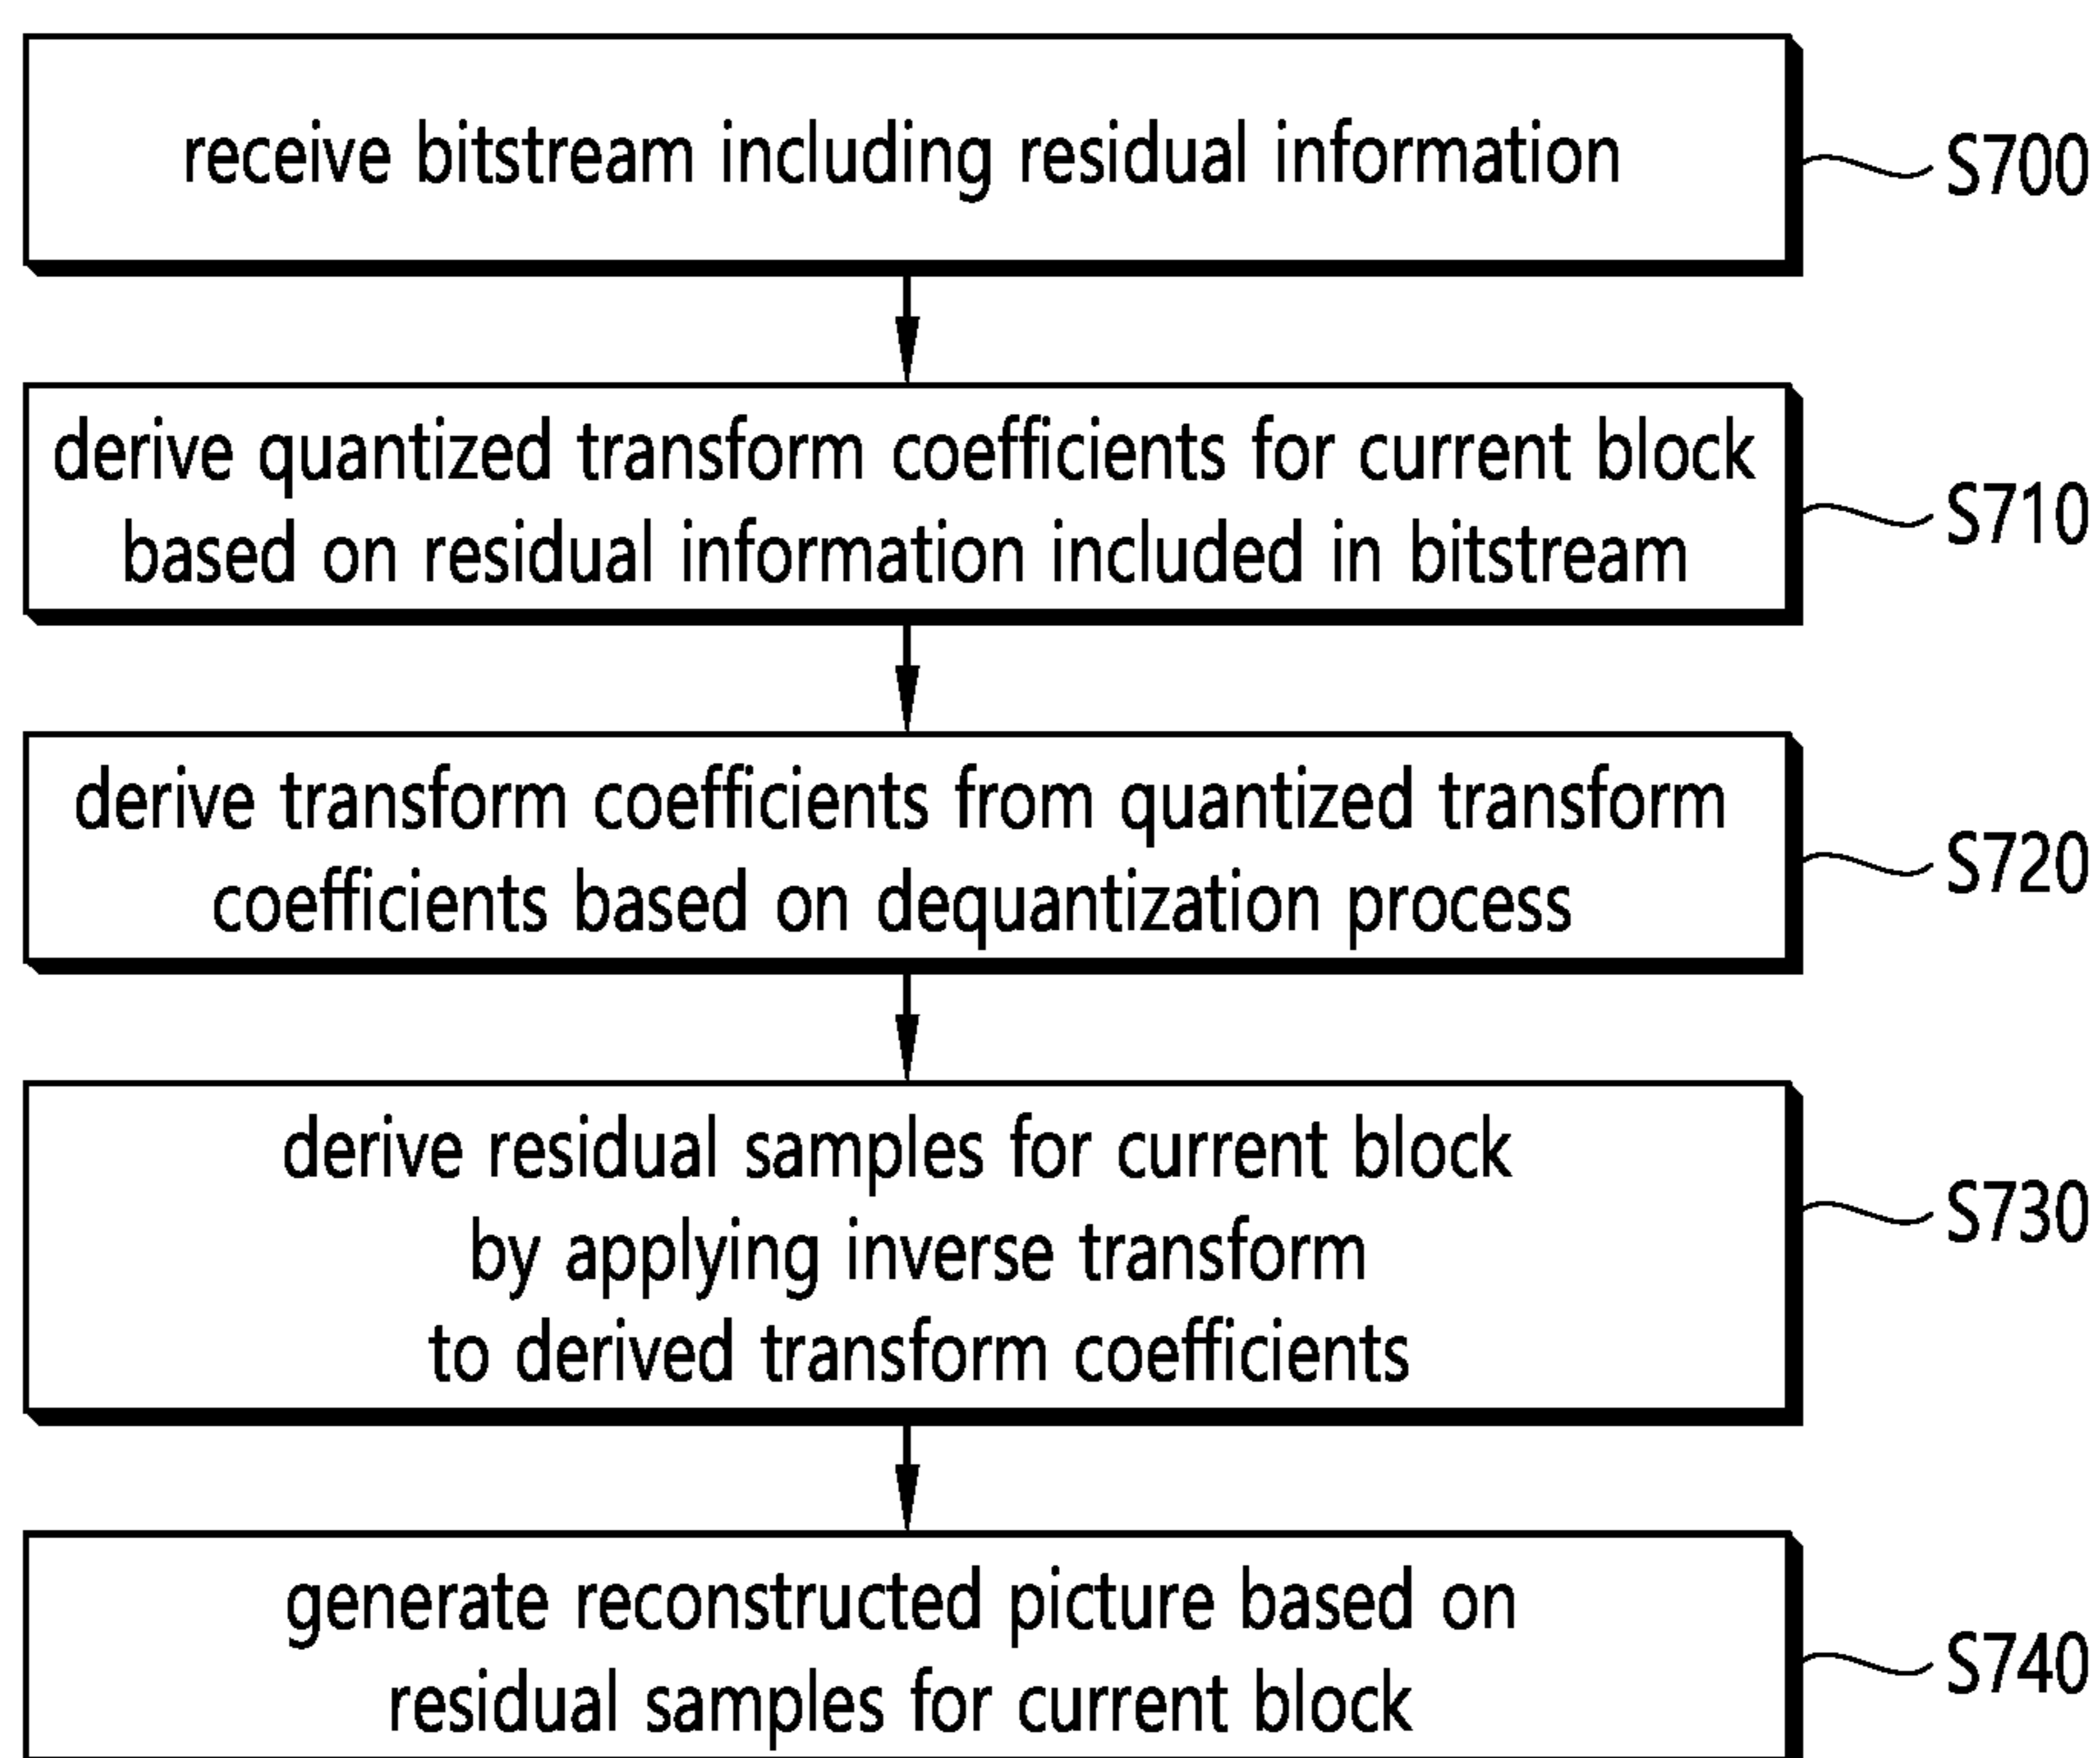 receive bitstream including residual information
S700
derive quantized transform coefficients for current block
based on residual information included in bitstream
S710
derive transform coefficients from quantized transform
coefficients based on dequantization process
S720
derive residual samples for current block
by applying inverse transform
to derived transform coefficients
S730
generate reconstructed picture based on
residual samples for current block
S740